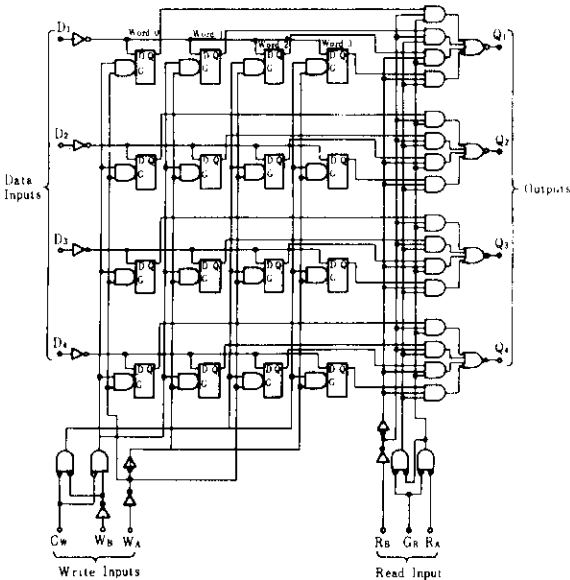 D1 Word 0 Word 1 Word 2 Word 3 Q1
D Q D Q D Q D Q
G G G G
D2 Q2
D Q D Q D Q D Q
G G G G
Data
Inputs
Outputs
D3 Q3
D Q D Q D Q D Q
G G G G
D4 Q4
D Q D Q D Q D Q
G G G G
GW WB WA RB GR RA
Write Inputs Read Input